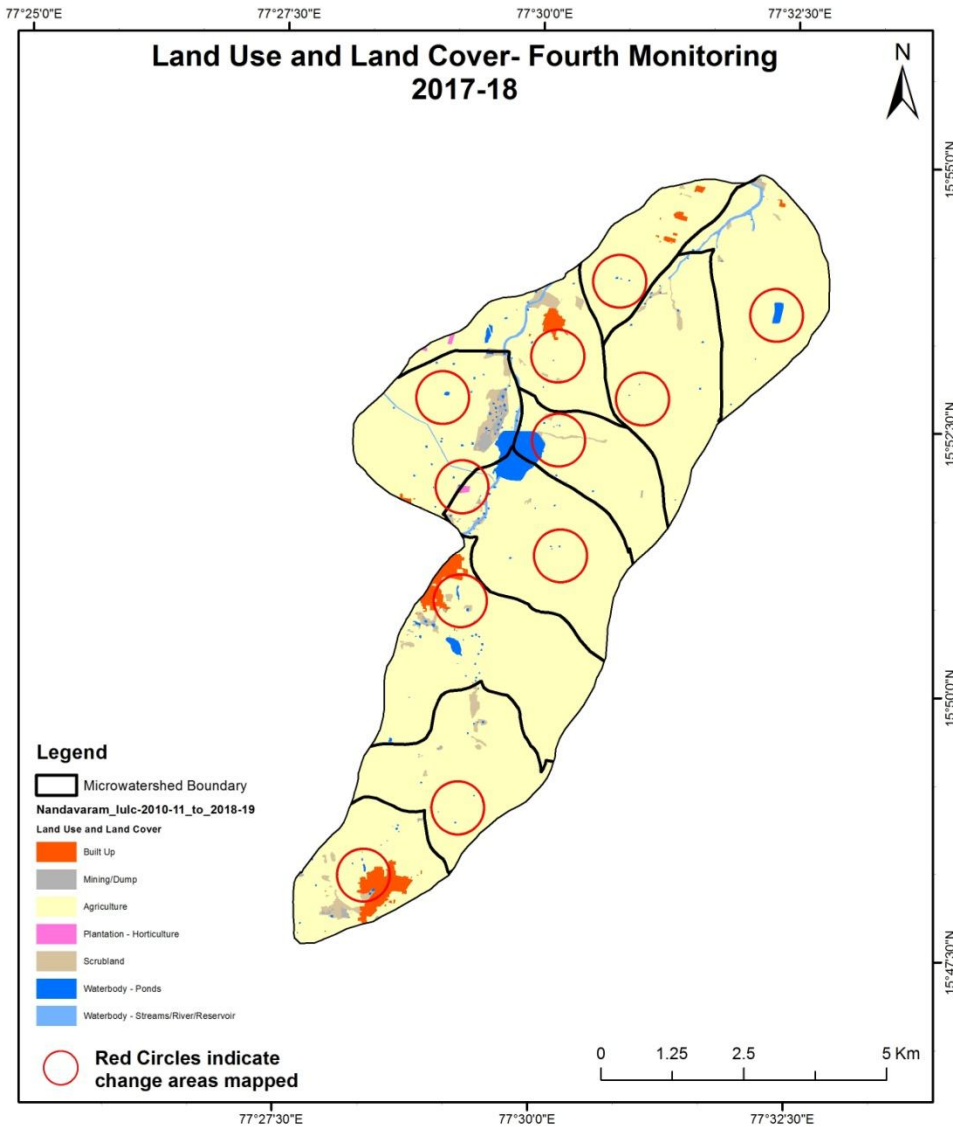 77°25'0"E 77°27'30"E 77°30'0"E 77°32'30"E
Land Use and Land Cover- Fourth Monitoring
2017-18
N
15°55'0"N
15°52'30"N
15°50'0"N
15°47'30"N
Legend
Microwatershed Boundary
Nandavaram_lulc-2010-11_to_2018-19
Land Use and Land Cover
Built Up
Mining/Dump
Agriculture
Plantation - Horticulture
Scrubland
Waterbody - Ponds
Waterbody - Streams/River/Reservoir
Red Circles indicate
change areas mapped
0 1.25 2.5 5 Km
77°27'30"E 77°30'0"E 77°32'30"E